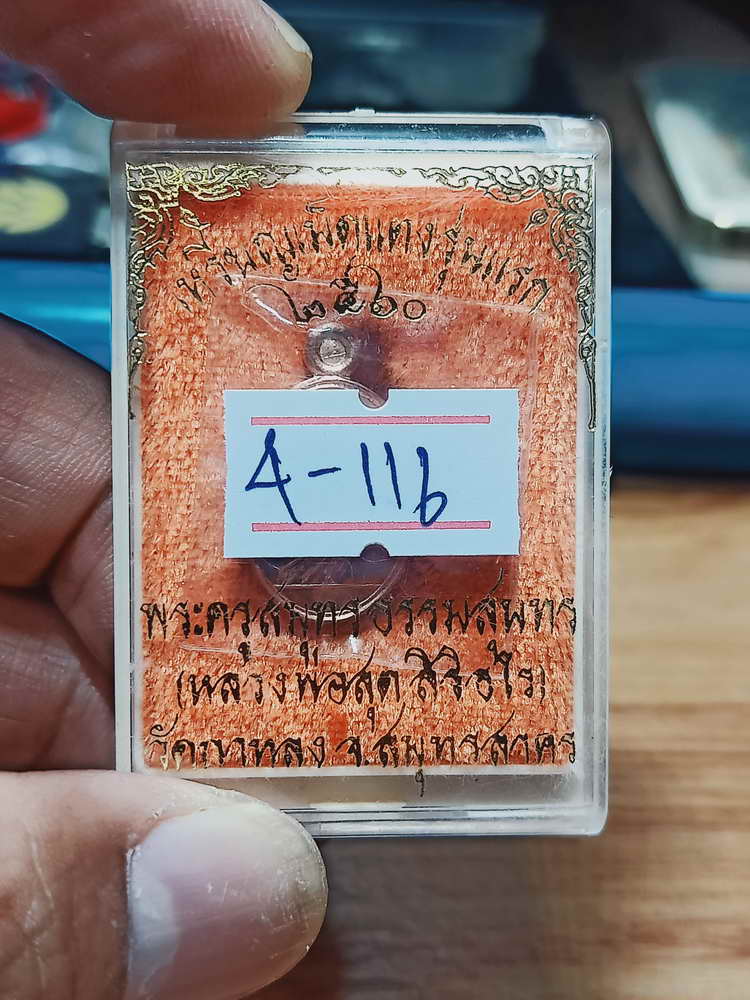 เหรียญเม็ดแตงรุ่นแรก
๒๕๖๐
4-116
พระครูสมุทรธรรมสุนทร
(หลวงพ่อสุด สิริธโร)
วัดกาหลง จ.สมุทรสาคร